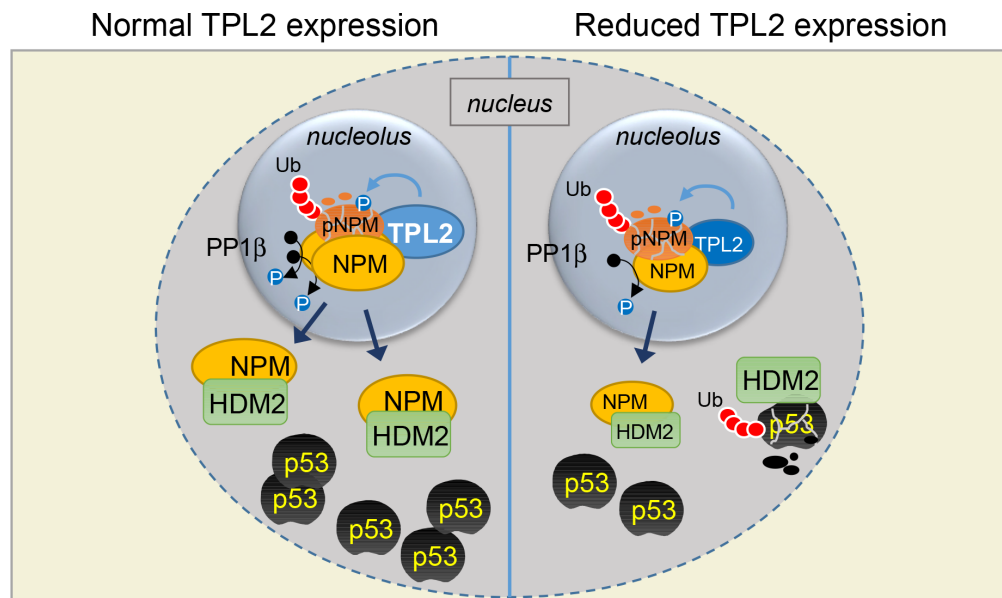 Normal TPL2 expression
Reduced TPL2 expression
nucleus
nucleolus
Ub
P
pNPM
TPL2
PP1β
NPM
P
P
NPM
HDM2
NPM
HDM2
p53
p53
p53
p53
p53
nucleolus
Ub
P
pNPM
TPL2
PP1β
NPM
P
HDM2
NPM
HDM2
Ub
p53
p53
p53